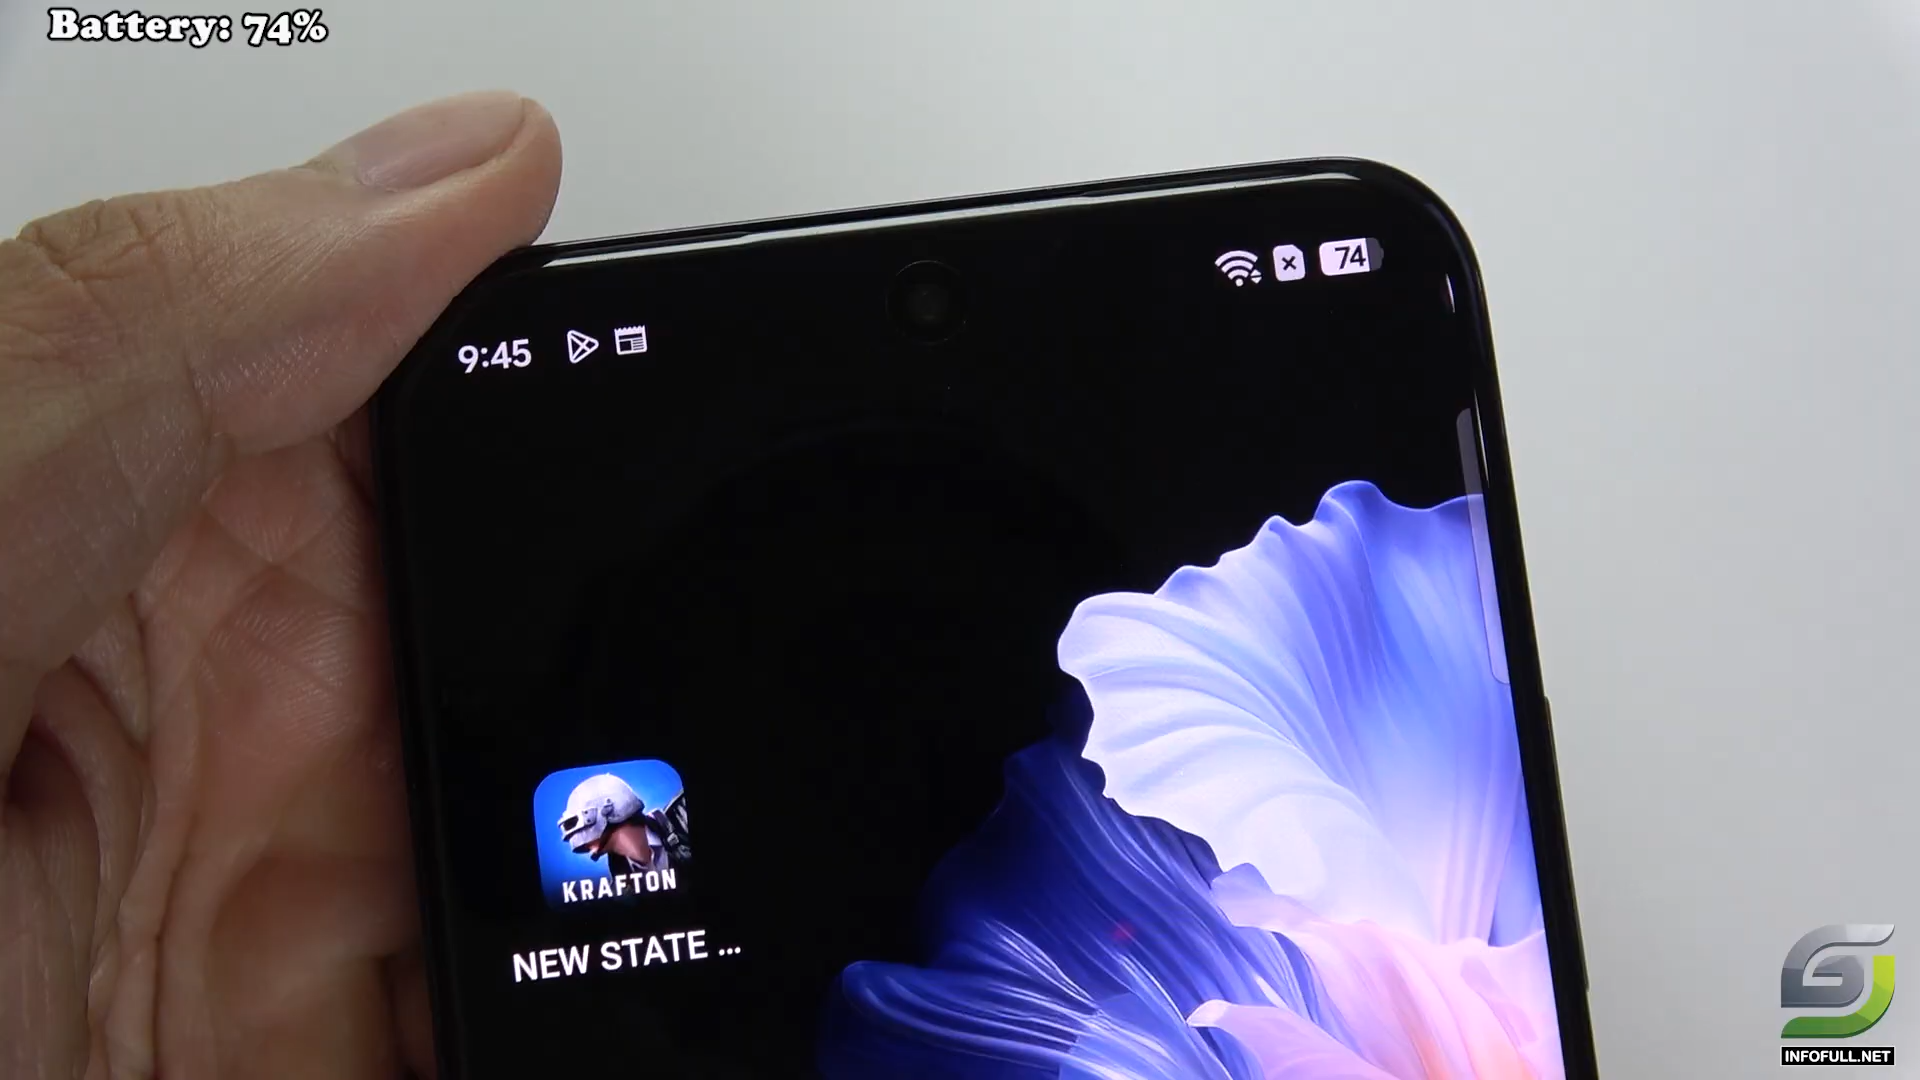 Battery: 74%
74
9:45
KRAFTON
NEW STATE ...
INFOFULL.NET